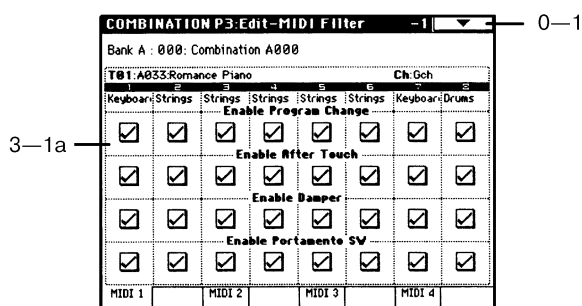 COMBINATION P3:Edit-MIDI Filter -1
0—1
Bank A : 000: Combination A000
T01:A033:Romance Piano Ch:Gch
1 2 3 4 5 6 7 8
Keyboar Strings Strings Strings Strings Strings Keyboar Drums
Enable Program Change
3—1a
Enable After Touch
Enable Damper
Enable Portamento SW
MIDI 1 MIDI 2 MIDI 3 MIDI 4